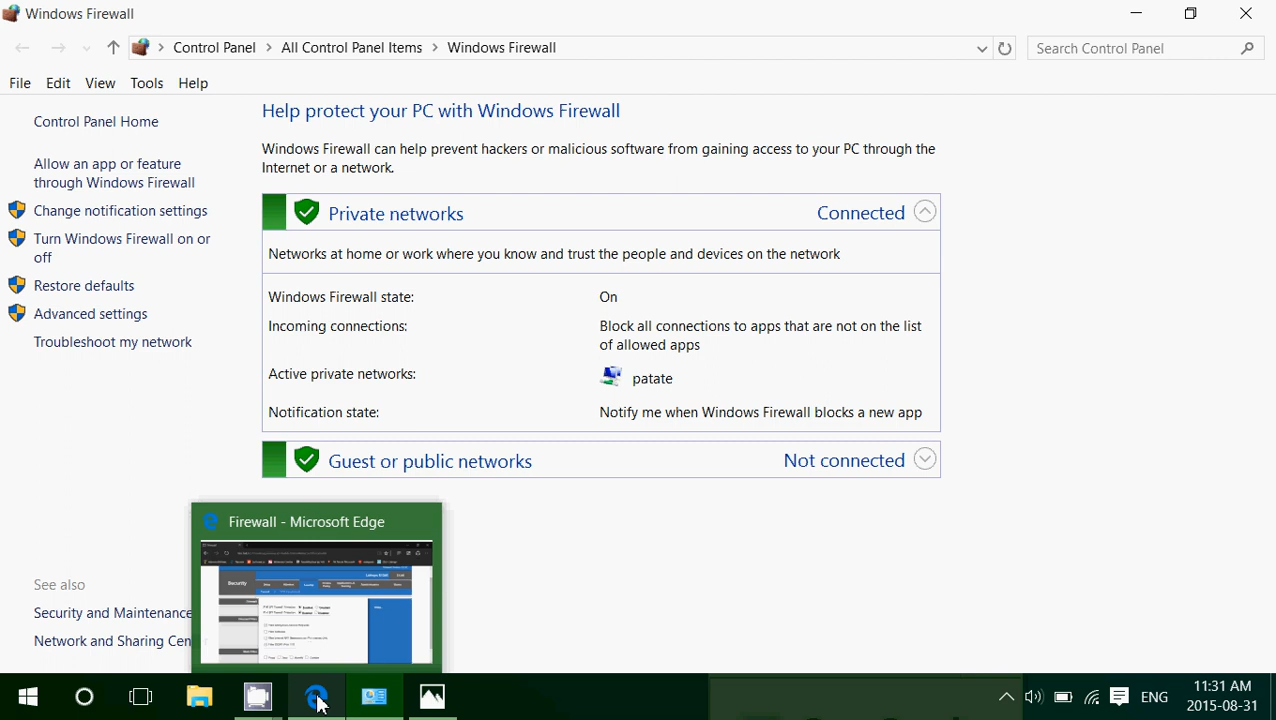 Windows Firewall
Control Panel > All Control Panel Items > Windows Firewall
Search Control Panel
File Edit View Tools Help
Control Panel Home
Allow an app or feature
through Windows Firewall
Change notification settings
Turn Windows Firewall on or
off
Restore defaults
Advanced settings
Troubleshoot my network
Help protect your PC with Windows Firewall
Windows Firewall can help prevent hackers or malicious software from gaining access to your PC through the
Internet or a network.
Private networks Connected
Networks at home or work where you know and trust the people and devices on the network
Windows Firewall state: On
Incoming connections: Block all connections to apps that are not on the list
of allowed apps
Active private networks: patate
Notification state: Notify me when Windows Firewall blocks a new app
Guest or public networks Not connected
See also
Security and Maintenance
Network and Sharing Cen
Firewall - Microsoft Edge
Security
ENG
11:31 AM
2015-08-31